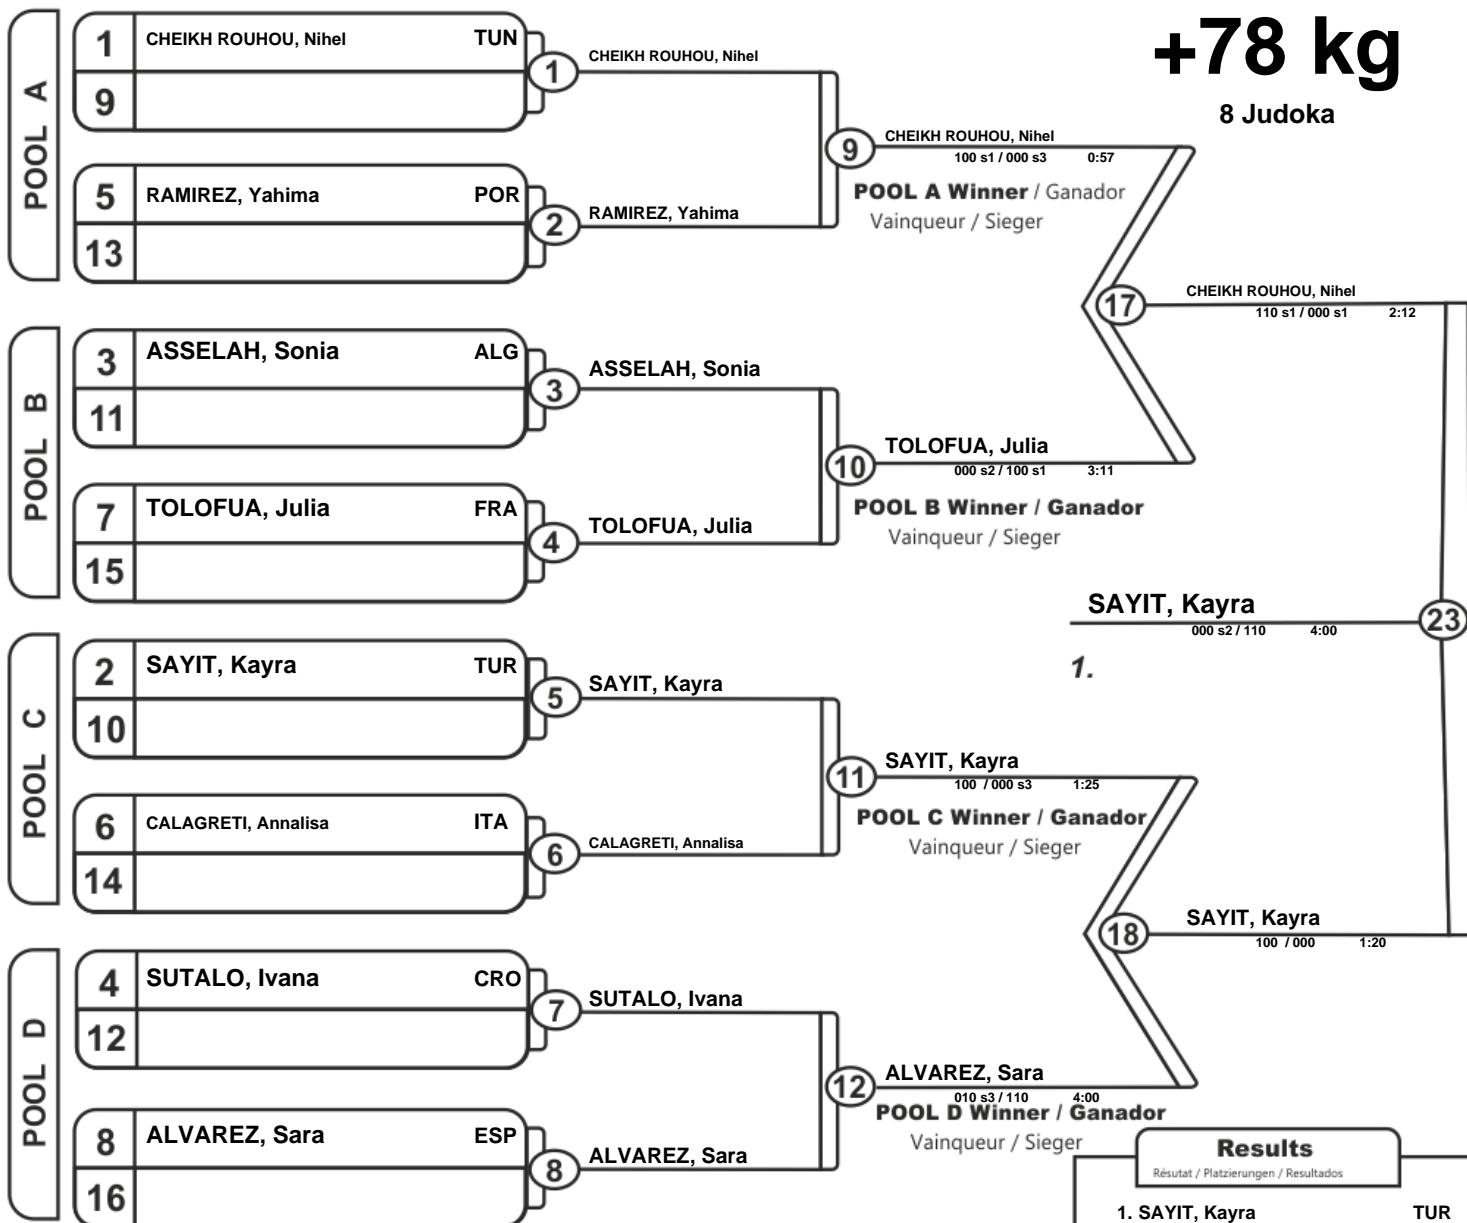 +78 kg
8 Judoka
POOL A
1 CHEIKH ROUHOU, Nihel TUN
9
1 CHEIKH ROUHOU, Nihel
5 RAMIREZ, Yahima POR
13
2 RAMIREZ, Yahima
9 CHEIKH ROUHOU, Nihel
100 s1 / 000 s3 0:57
POOL A Winner / Ganador
Vainqueur / Sieger
POOL B
3 ASSELAH, Sonia ALG
11
3 ASSELAH, Sonia
7 TOLOFUA, Julia FRA
15
4 TOLOFUA, Julia
10 TOLOFUA, Julia
000 s2 / 100 s1 3:11
POOL B Winner / Ganador
Vainqueur / Sieger
17 CHEIKH ROUHOU, Nihel
110 s1 / 000 s1 2:12
SAYIT, Kayra 23
000 s2 / 110 4:00
1.
POOL C
2 SAYIT, Kayra TUR
10
5 SAYIT, Kayra
6 CALAGRETI, Annalisa ITA
14
6 CALAGRETI, Annalisa
11 SAYIT, Kayra
100 / 000 s3 1:25
POOL C Winner / Ganador
Vainqueur / Sieger
18 SAYIT, Kayra
100 / 000 1:20
POOL D
4 SUTALO, Ivana CRO
12
7 SUTALO, Ivana
8 ALVAREZ, Sara ESP
16
8 ALVAREZ, Sara
12 ALVAREZ, Sara
010 s3 / 110 4:00
POOL D Winner / Ganador
Vainqueur / Sieger
Results
Résutat / Platzierungen / Resultados
1. SAYIT, Kayra TUR